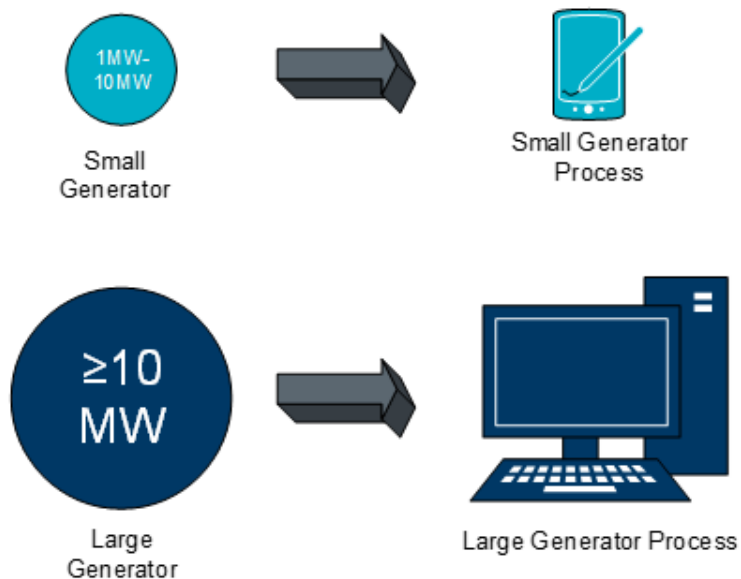 1MW-
10MW
Small
Generator
Small Generator
Process
≥10
MW
Large
Generator
Large Generator Process